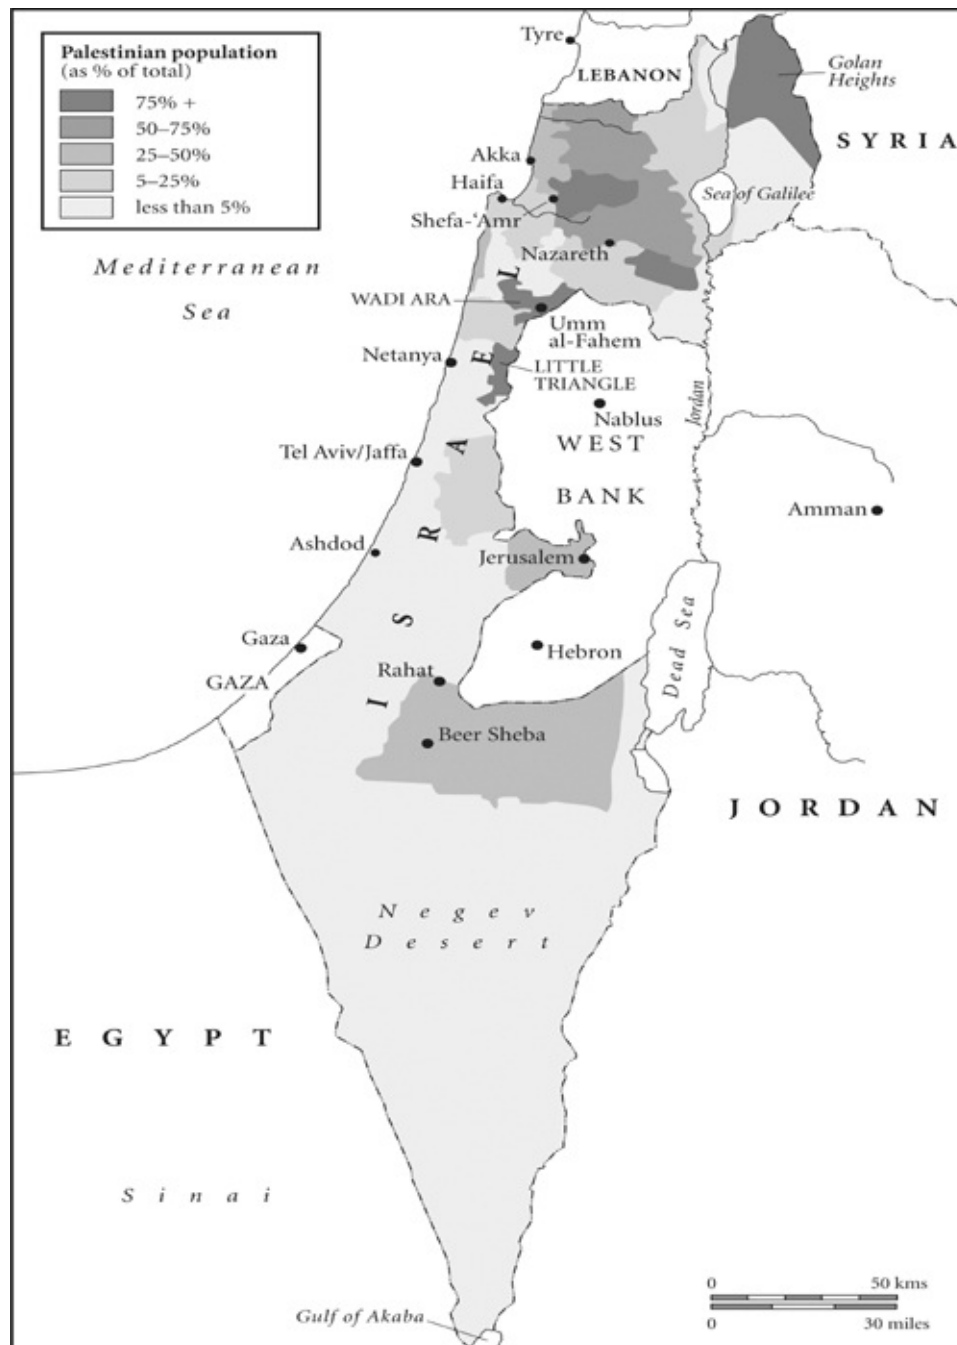 Palestinian population
(as % of total)
75% +
50–75%
25–50%
5–25%
less than 5%
Tyre
LEBANON
Golan
Heights
SYRIA
Akka
Haifa
Sea of Galilee
Shefa-‘Amr
Nazareth
Mediterranean
Sea
WADI ARA
Umm
al-Fahem
Netanya
LITTLE
TRIANGLE
Nablus
Jordan
WEST
BANK
Tel Aviv/Jaffa
Amman
Ashdod
Jerusalem
ISRAEL
Gaza
GAZA
Hebron
Dead Sea
Rahat
Beer Sheba
JORDAN
Negev
Desert
EGYPT
Sinai
Gulf of Akaba
0 50 kms
0 30 miles